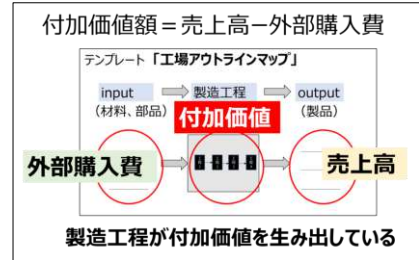 付加価値額＝売上高−外部購入費
テンプレート「工場アウトラインマップ」
input 製造工程 output
(材料、部品) (製品)
付加価値
外部購入費 売上高
製造工程が付加価値を生み出している